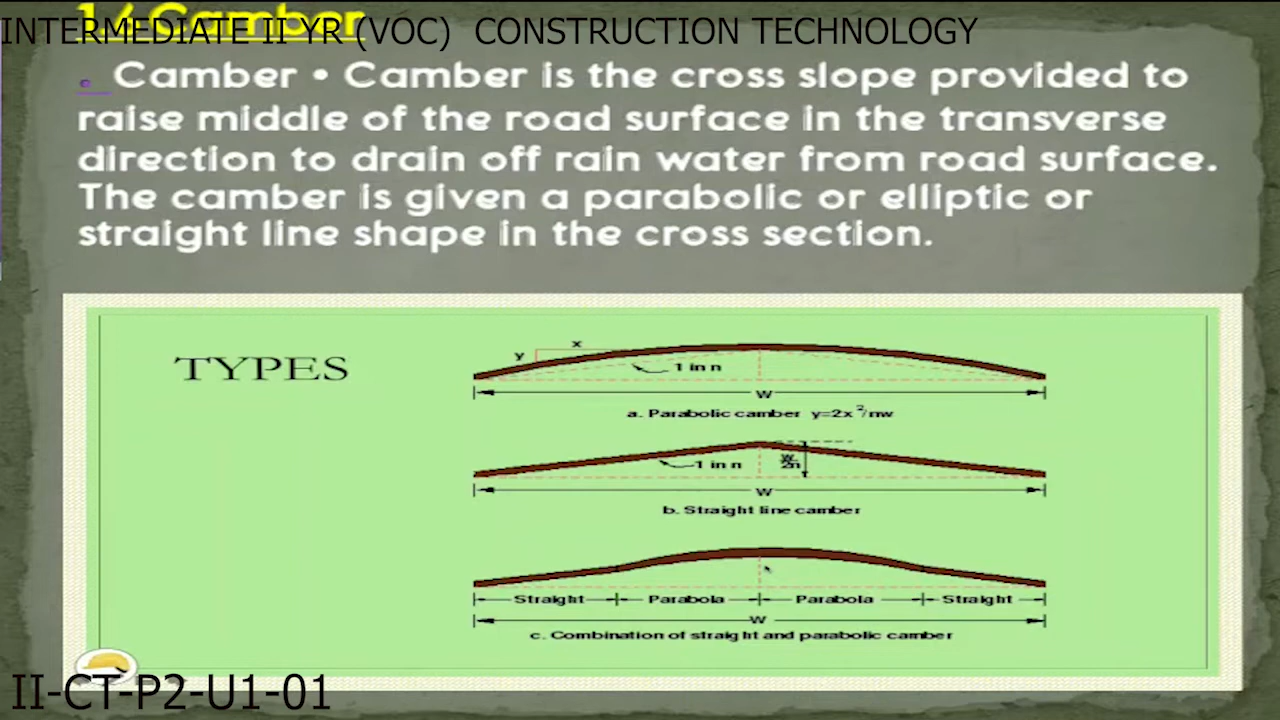 1.4 Camber
INTERMEDIATE II YR (VOC) CONSTRUCTION TECHNOLOGY
• Camber • Camber is the cross slope provided to
raise middle of the road surface in the transverse
direction to drain off rain water from road surface.
The camber is given a parabolic or elliptic or
straight line shape in the cross section.
TYPES
x
y
1 in n
W
a. Parabolic camber y=2x²/nw
1 in n
W
2n
W
b. Straight line camber
Straight Parabola Parabola Straight
W
c. Combination of straight and parabolic camber
II-CT-P2-U1-01